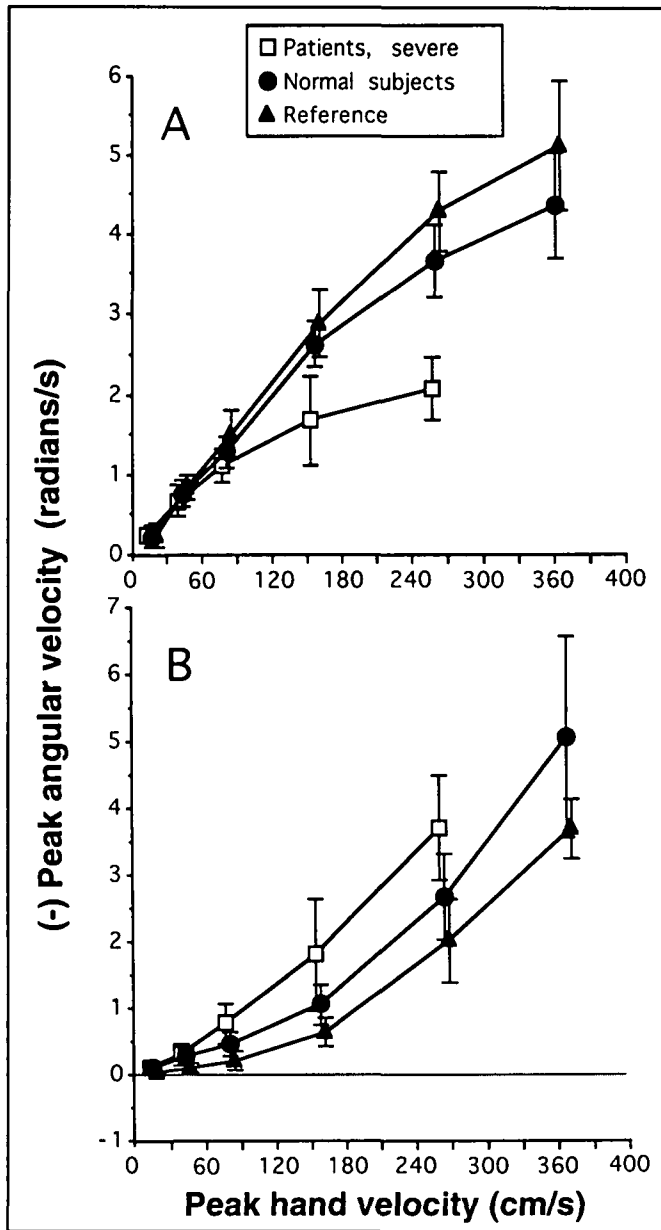 Patients, severe
Normal subjects
Reference
A
6
5
4
3
2
1
0
0 60 120 180 240 300 360 400
B
7
6
5
4
3
2
1
0
-1
0 60 120 180 240 300 360 400
(-) Peak angular velocity (radians/s)
Peak hand velocity (cm/s)